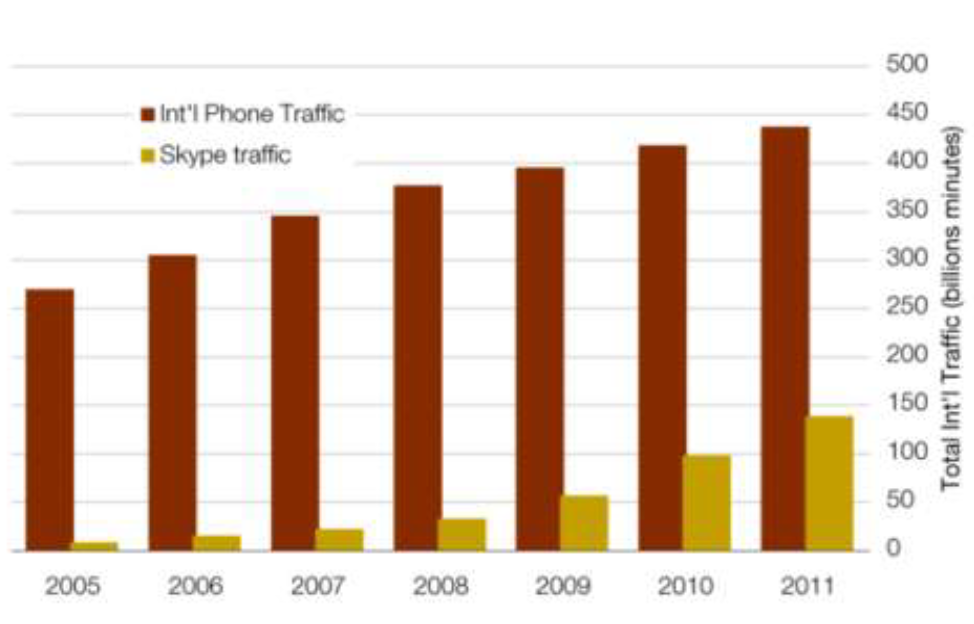 500
Int'l Phone Traffic
450
Skype traffic
400
350
300
250
200
150
100
50
0
Total Int'l Traffic (billions minutes)
2005 2006 2007 2008 2009 2010 2011